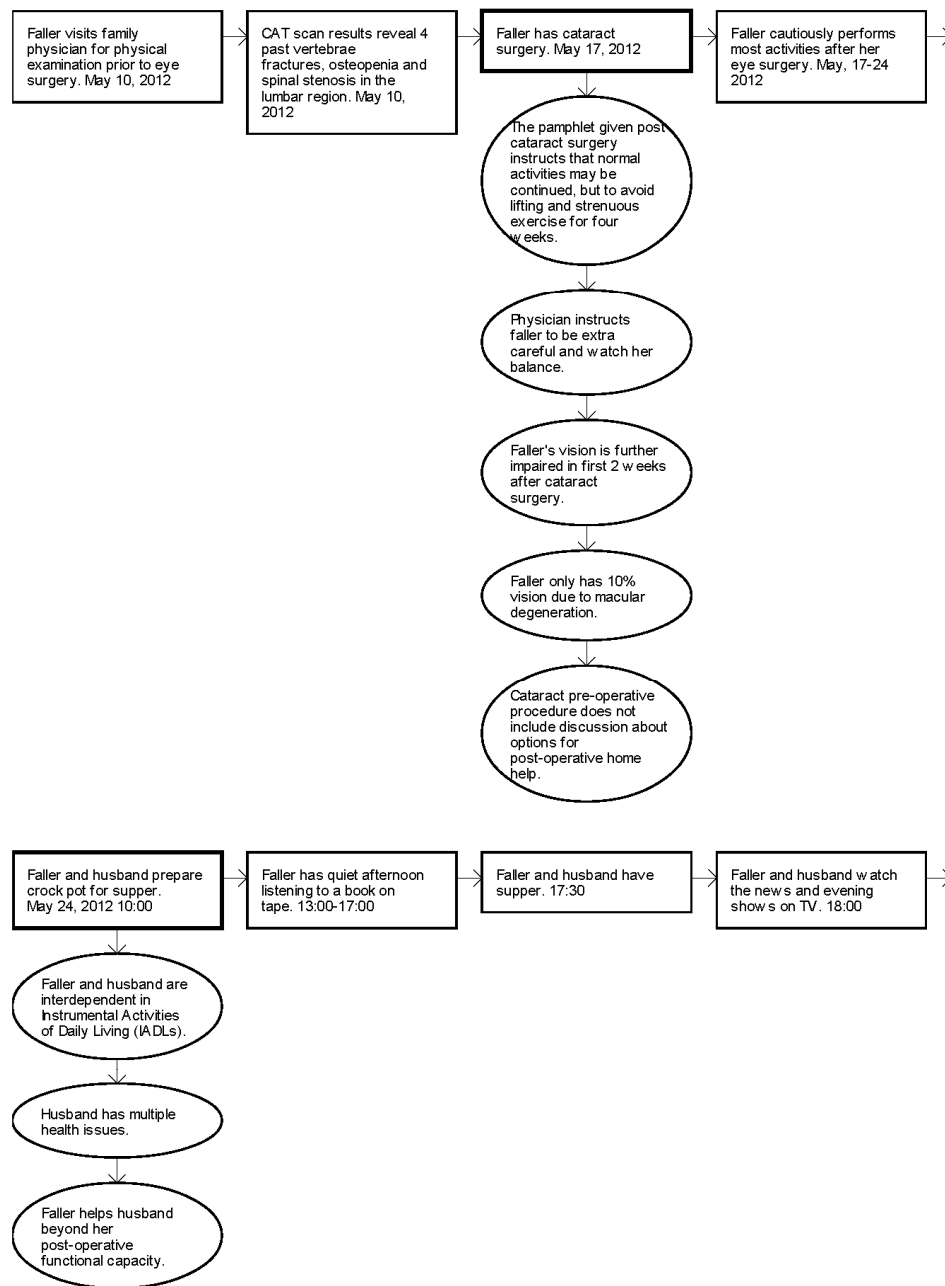 Faller visits family
physician for physical
examination prior to eye
surgery. May 10, 2012
CAT scan results reveal 4
past vertebrae
fractures, osteopenia and
spinal stenosis in the
lumbar region. May 10,
2012
Faller has cataract
surgery. May 17, 2012
Faller cautiously performs
most activities after her
eye surgery. May, 17-24
2012
The pamphlet given post
cataract surgery
instructs that normal
activities may be
continued, but to avoid
lifting and strenuous
exercise for four
weeks.
Physician instructs
faller to be extra
careful and watch her
balance.
Faller's vision is further
impaired in first 2 weeks
after cataract
surgery.
Faller only has 10%
vision due to macular
degeneration.
Cataract pre-operative
procedure does not
include discussion about
options for
post-operative home
help.
Faller and husband prepare
crock pot for supper.
May 24, 2012 10:00
Faller has quiet afternoon
listening to a book on
tape. 13:00-17:00
Faller and husband have
supper. 17:30
Faller and husband watch
the news and evening
shows on TV. 18:00
Faller and husband are
interdependent in
Instrumental Activities
of Daily Living (IADLs).
Husband has multiple
health issues.
Faller helps husband
beyond her
post-operative
functional capacity.